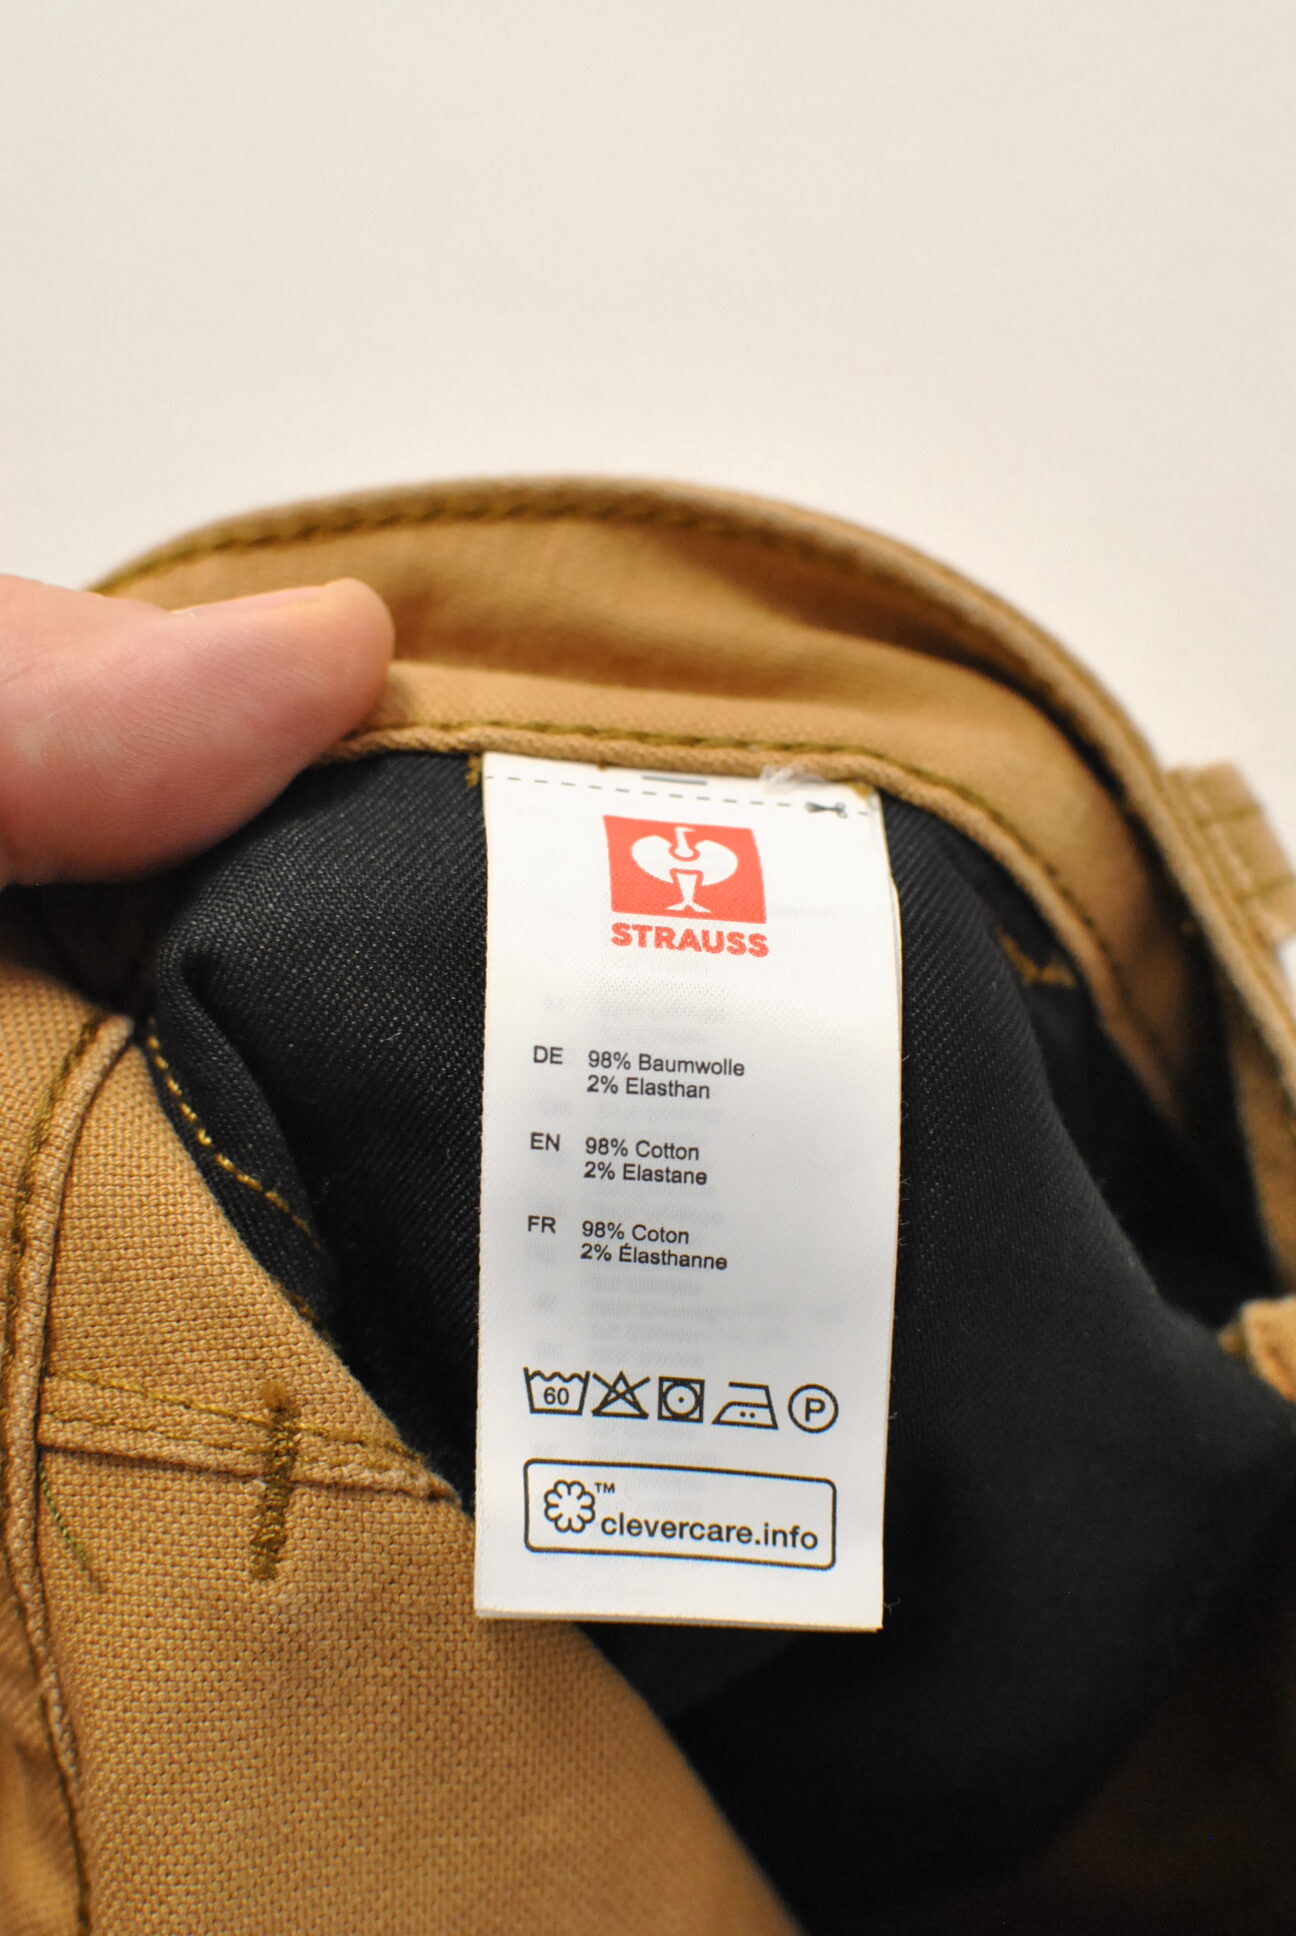 STRAUSS
DE 98% Baumwolle
2% Elasthan
EN 98% Cotton
2% Elastane
FR 98% Coton
2% Élasthanne
60 P
™
clevercare.info